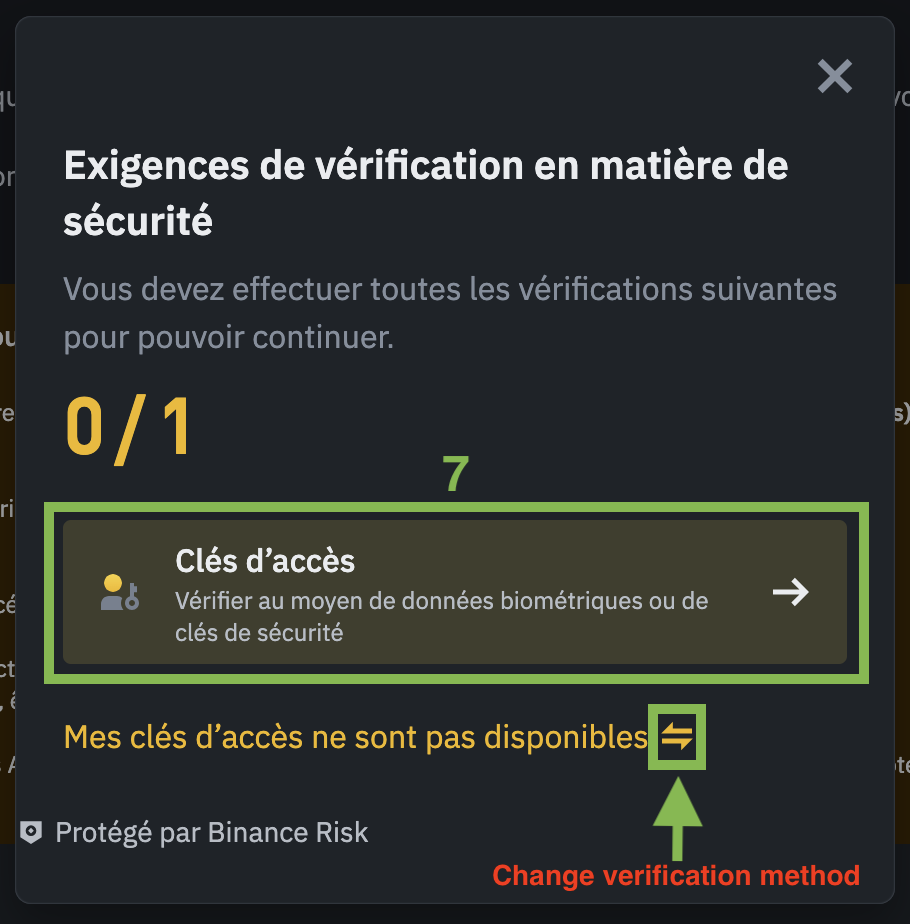 Exigences de vérification en matière de
sécurité
Vous devez effectuer toutes les vérifications suivantes
pour pouvoir continuer.
0/1
7
Clés d’accès
Vérifier au moyen de données biométriques ou de
clés de sécurité
Mes clés d’accès ne sont pas disponibles
Protégé par Binance Risk
Change verification method